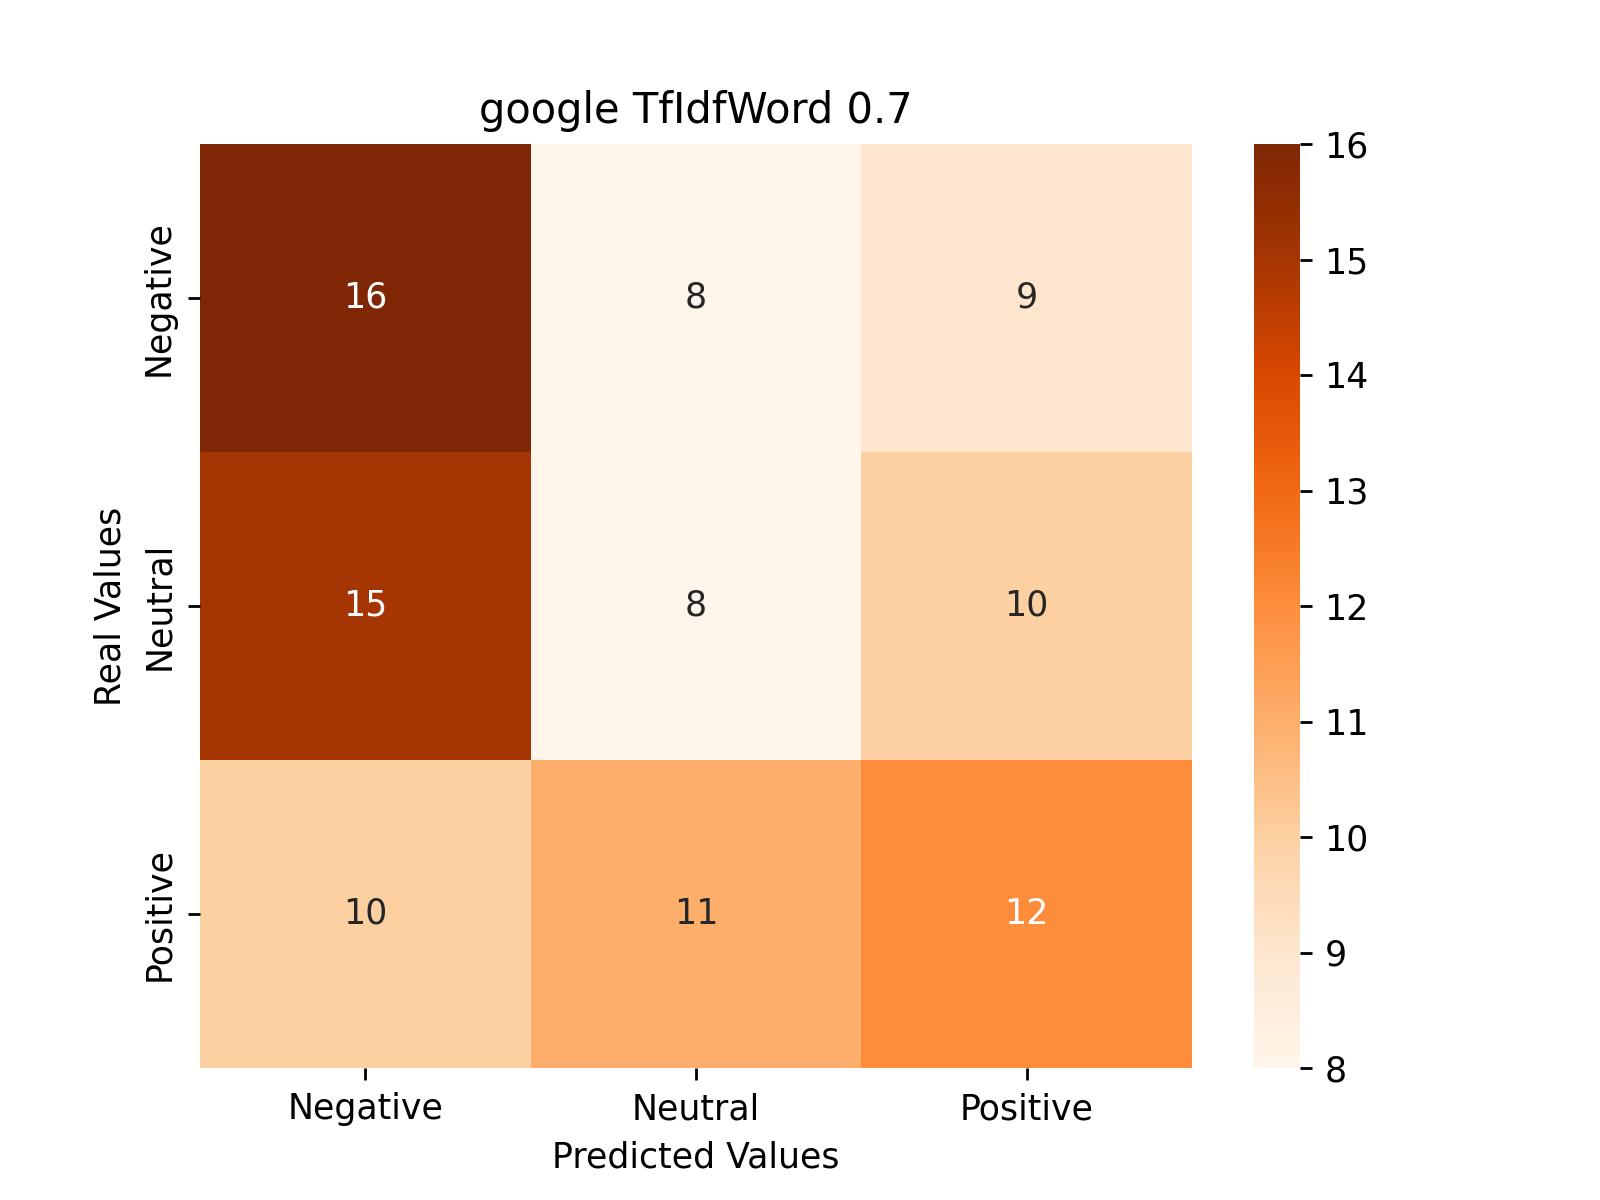 google TfIdfWord 0.7
Real Values
Negative
16
8
9
Neutral
15
8
10
Positive
10
11
12
Negative
Neutral
Positive
Predicted Values
16
15
14
13
12
11
10
9
8